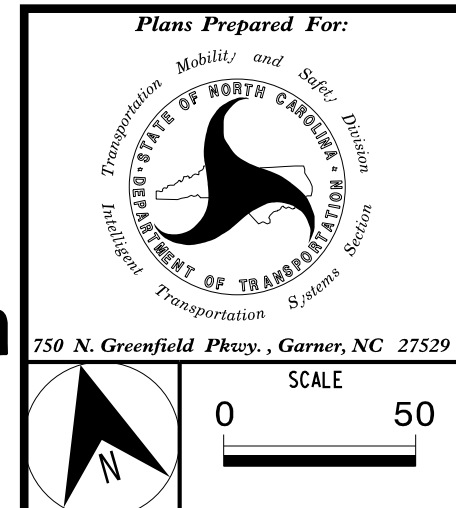 Plans Prepared For:
Transportation Mobility and Safety Division
STATE OF NORTH CAROLINA
DEPARTMENT OF TRANSPORTATION
Intelligent Transportation Systems Section
750 N. Greenfield Pkwy. , Garner, NC 27529
SCALE
0 50
N